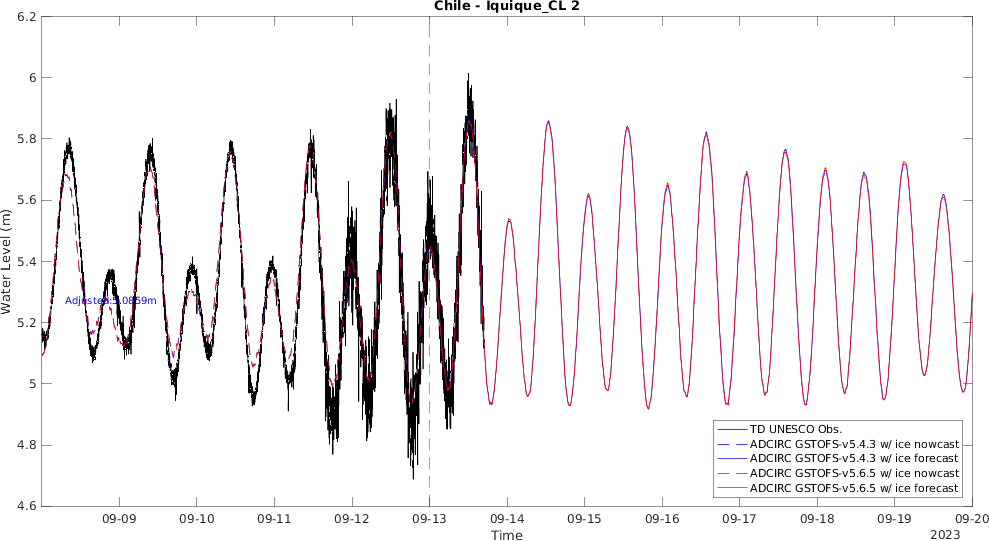 Chile - Iquique_CL 2
6.2
6
5.8
5.6
5.4
5.2
5
4.8
4.6
Water Level (m)
Adjusted:5.0859m
TD UNESCO Obs.
ADCIRC GSTOFS-v5.4.3 w/ ice nowcast
ADCIRC GSTOFS-v5.4.3 w/ ice forecast
ADCIRC GSTOFS-v5.6.5 w/ ice nowcast
ADCIRC GSTOFS-v5.6.5 w/ ice forecast
09-09 09-10 09-11 09-12 09-13 09-14 09-15 09-16 09-17 09-18 09-19 09-20
Time
2023